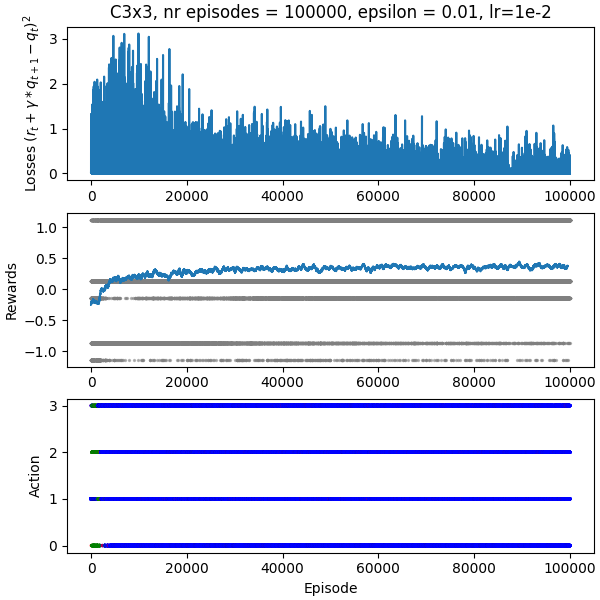 C3x3, nr episodes = 100000, epsilon = 0.01, lr=1e-2
Losses $(r_t + \gamma * q_{t+1} - q_t)^2$
3
2
1
0
0 20000 40000 60000 80000 100000
Rewards
1.0
0.5
0.0
−0.5
−1.0
0 20000 40000 60000 80000 100000
Action
3
2
1
0
0 20000 40000 60000 80000 100000
Episode